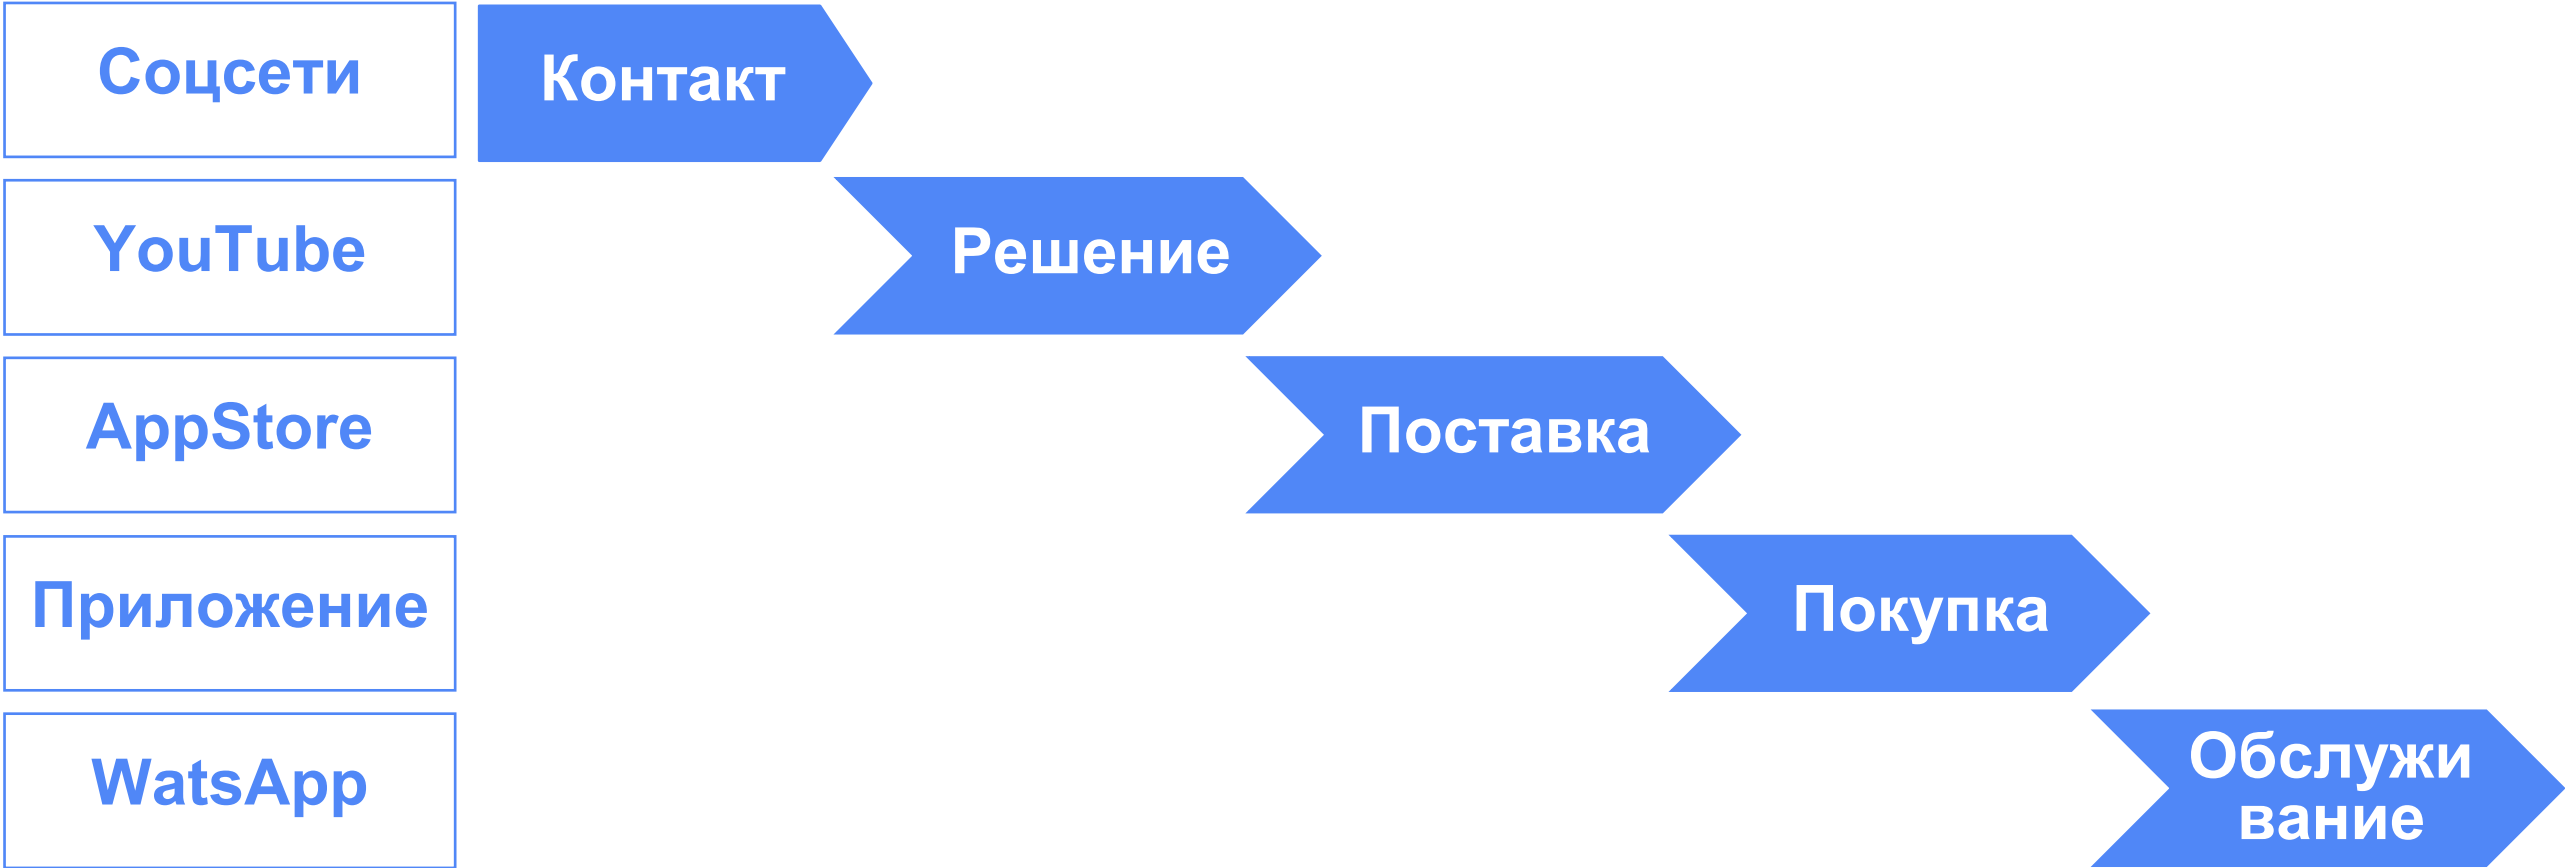 Соцсети
Контакт
YouTube
Решение
AppStore
Поставка
Приложение
Покупка
WatsApp
Обслужи
вание